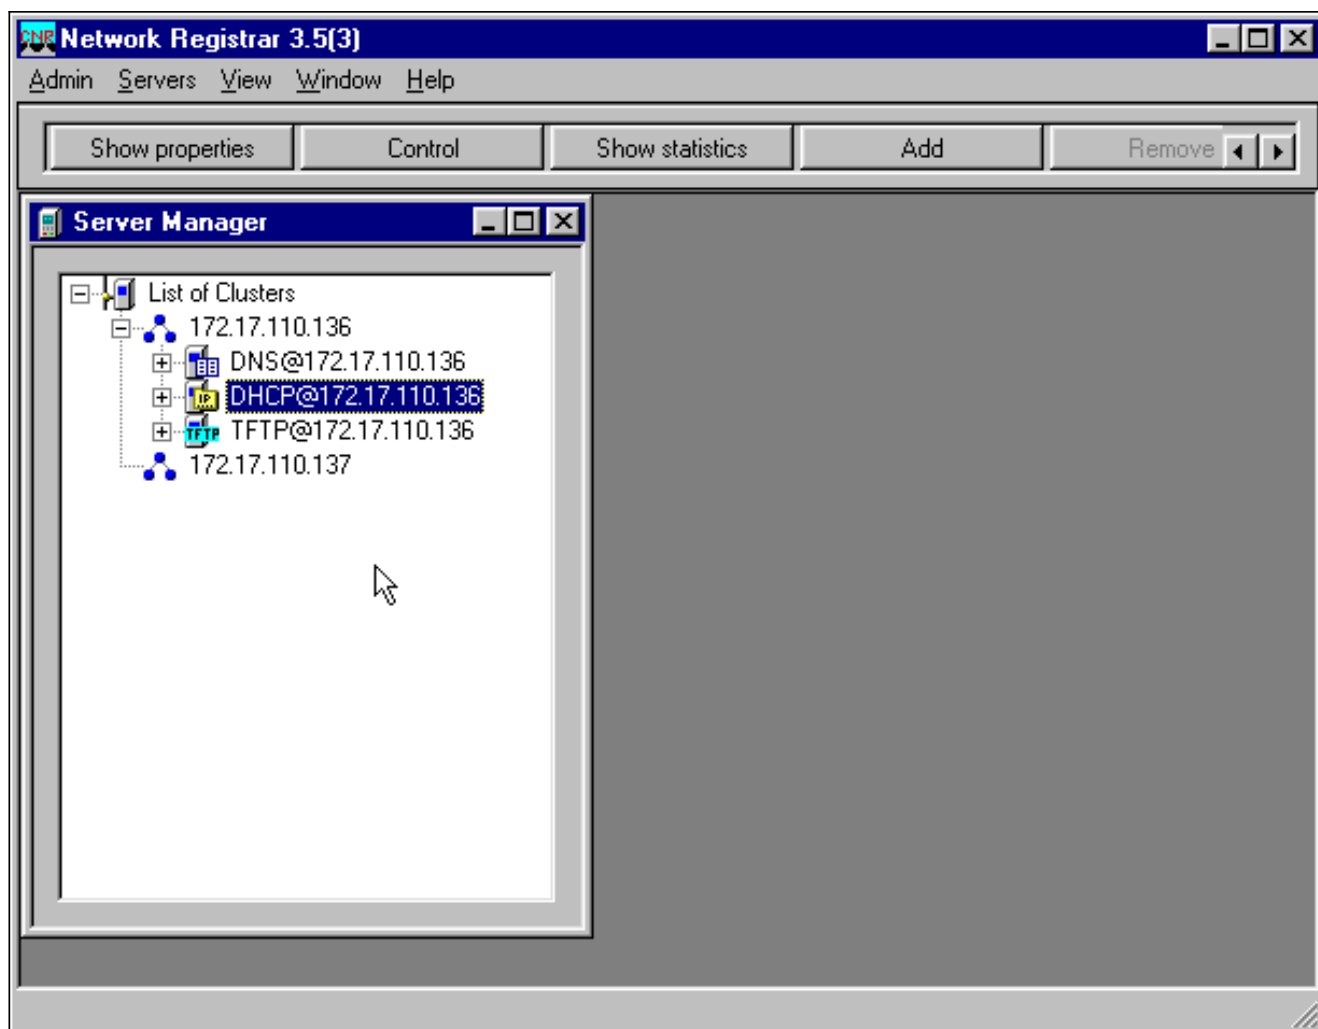 CNR Network Registrar 3.5(3)
Admin Servers View Window Help
Show properties Control Show statistics Add Remove
Server Manager
List of Clusters
172.17.110.136
DNS@172.17.110.136
IP DHCP@172.17.110.136
TFTP TFTP@172.17.110.136
172.17.110.137